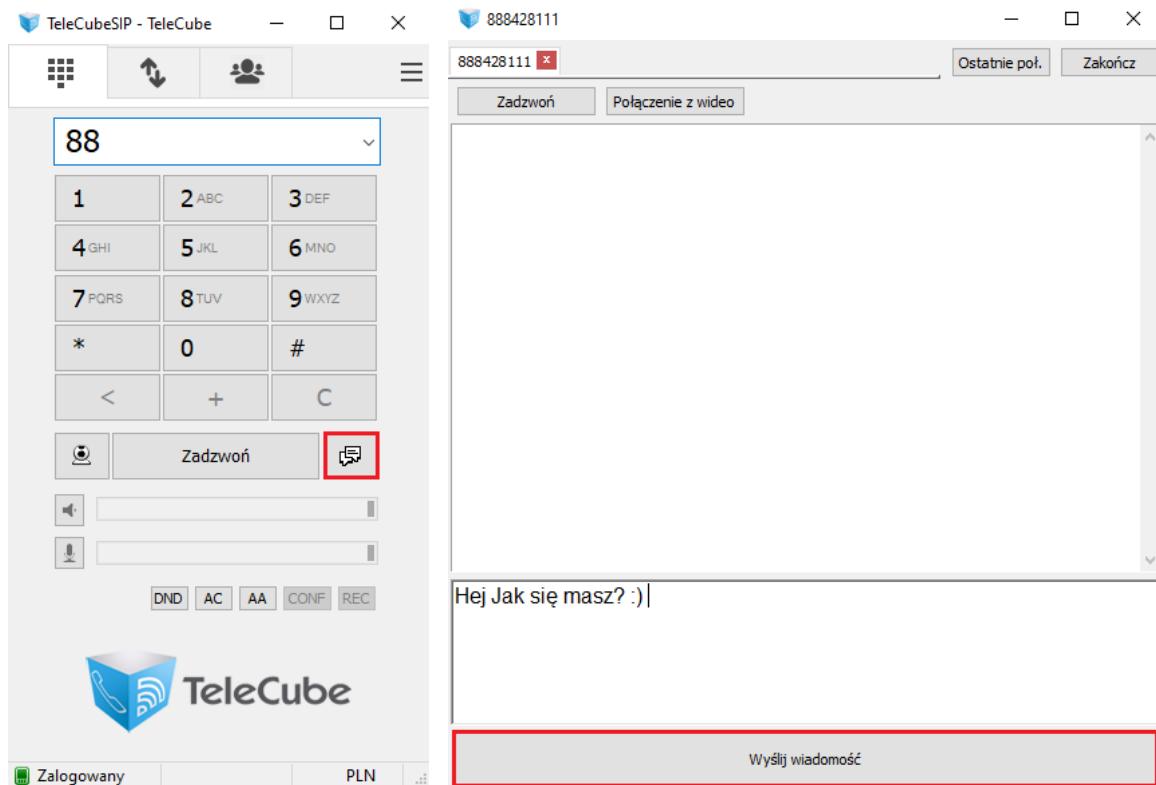 TeleCubeSIP - TeleCube
88
1
2 ABC
3 DEF
4 GHI
5 JKL
6 MNO
7 PQRS
8 TUV
9 WXYZ
*
0
#
<
+
C
Zadzwoń
DND AC AA CONF REC
TeleCube
Zalogowany
PLN
888428111
888428111 x
Ostatnie poł.
Zakończ
Zadzwoń
Połączenie z wideo
Hej Jak się masz? :)
Wyślij wiadomość